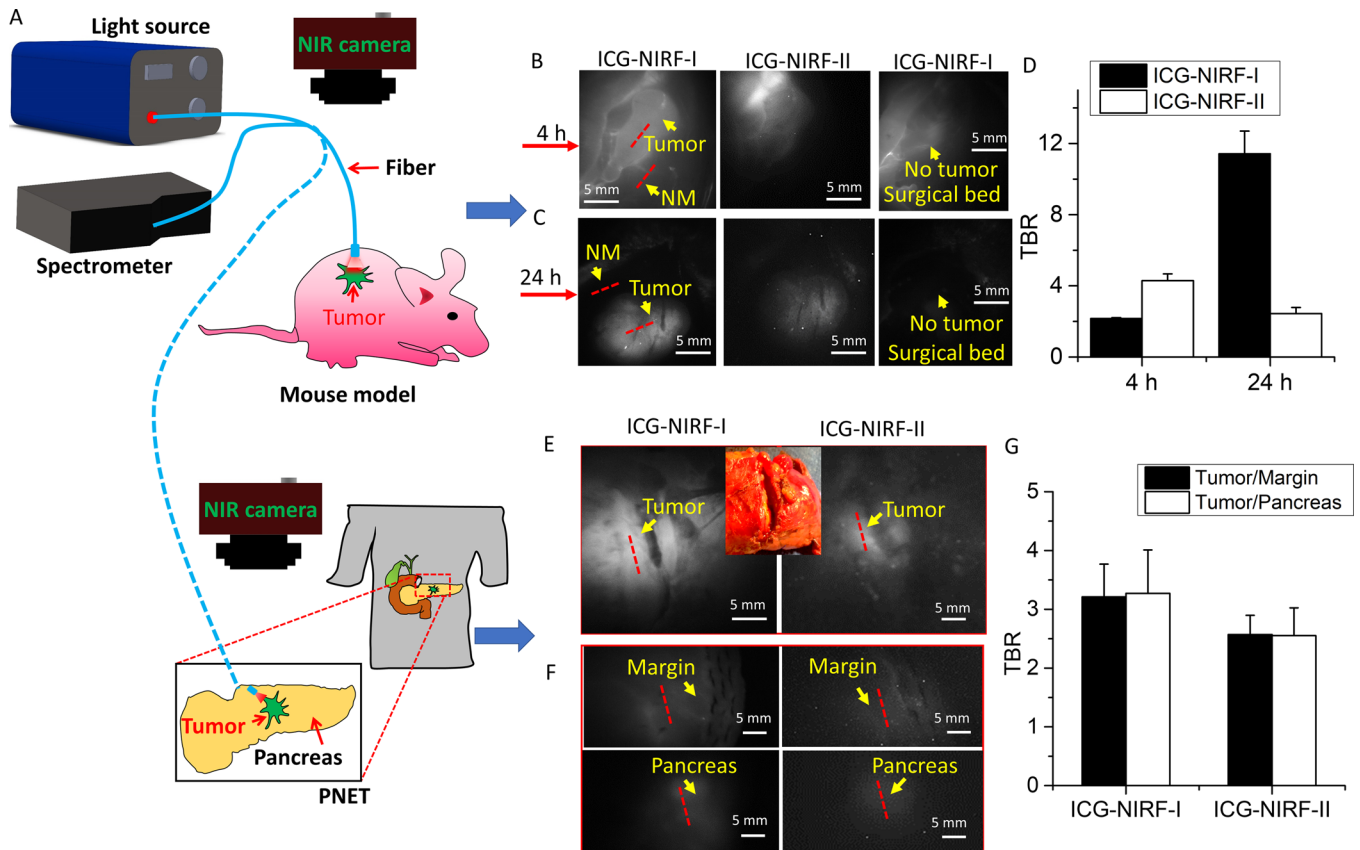 A
Light source
NIR camera
Fiber
Spectrometer
Tumor
Mouse model
NIR camera
Tumor
Pancreas
PNET
B
ICG-NIRF-I
ICG-NIRF-II
ICG-NIRF-I
4 h
Tumor
NM
5 mm
5 mm
5 mm
No tumor
Surgical bed
C
24 h
NM
Tumor
5 mm
5 mm
5 mm
No tumor
Surgical bed
D
ICG-NIRF-I
ICG-NIRF-II
TBR
12
8
4
0
4 h
24 h
E
ICG-NIRF-I
ICG-NIRF-II
Tumor
Tumor
5 mm
5 mm
F
Margin
Margin
5 mm
5 mm
Pancreas
Pancreas
5 mm
5 mm
G
Tumor/Margin
Tumor/Pancreas
TBR
5
4
3
2
1
0
ICG-NIRF-I
ICG-NIRF-II